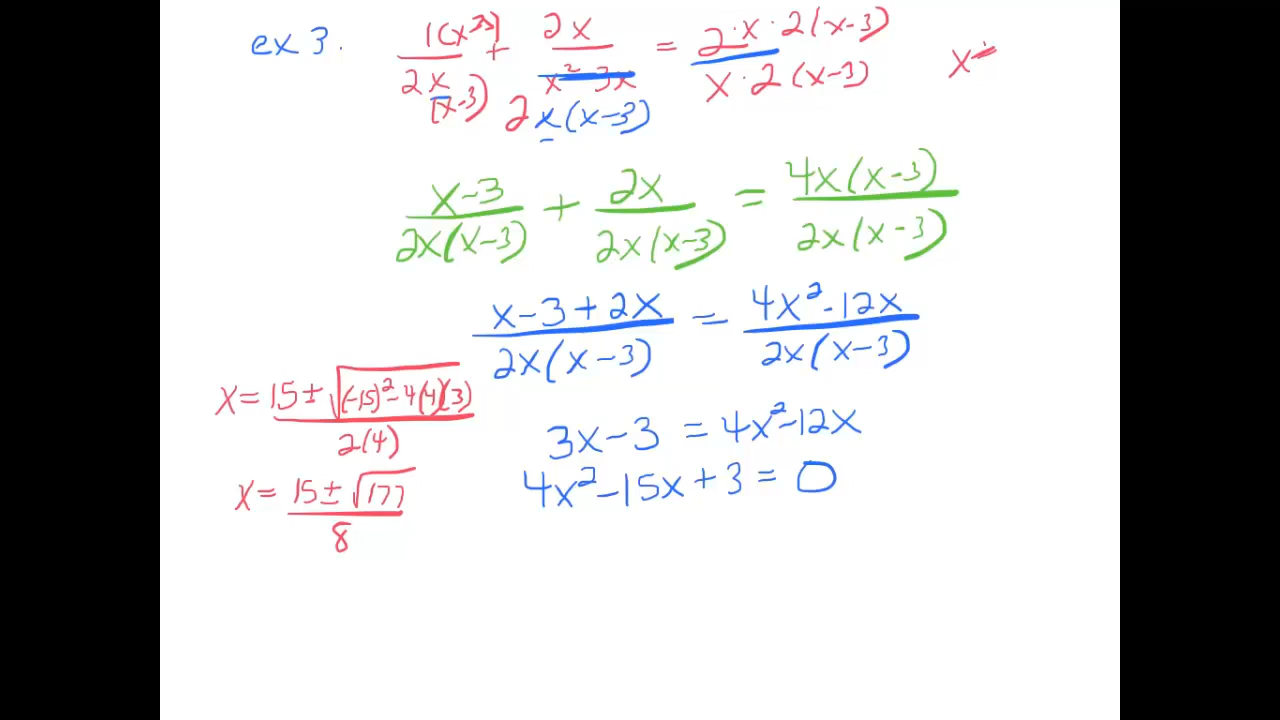 ex 3. 1(x-3)/2x(x-3) + 2x/x²-3x 2x(x-3) = 2·x·2(x-3)/x·2(x-3) x≠
x-3/2x(x-3) + 2x/2x(x-3) = 4x(x-3)/2x(x-3)
x-3+2x/2x(x-3) = 4x²-12x/2x(x-3)
3x-3 = 4x²-12x
4x²-15x+3=0
x = 15±√(-15)²-4(4)(3)/2(4)
x = 15±√177/8